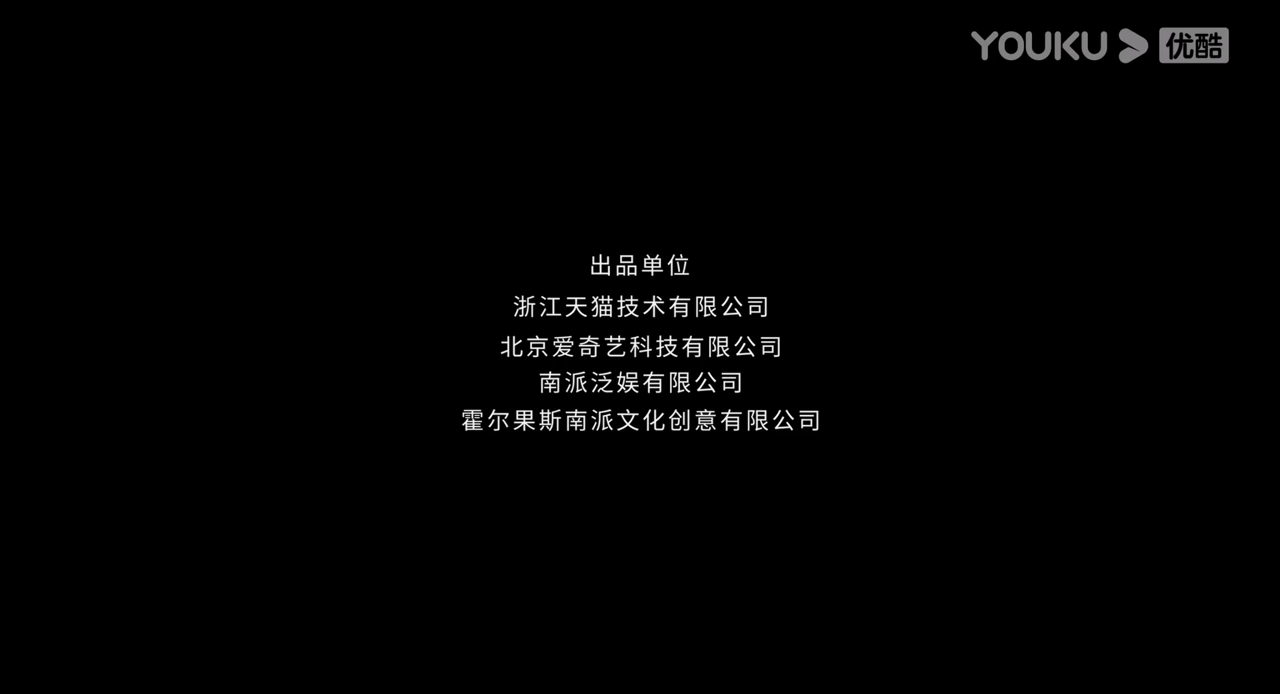 YOUKU 优酷
出品单位
浙江天猫技术有限公司
北京爱奇艺科技有限公司
南派泛娱有限公司
霍尔果斯南派文化创意有限公司